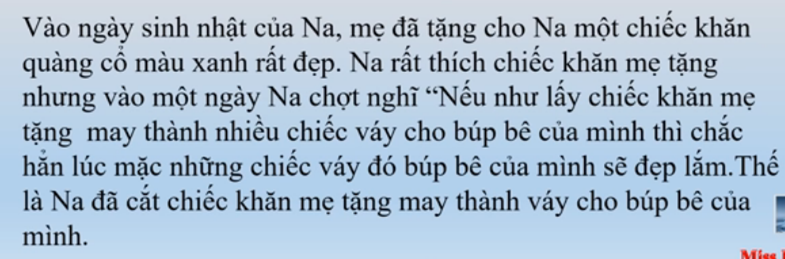 Vào ngày sinh nhật của Na, mẹ đã tặng cho Na một chiếc khăn
quàng cổ màu xanh rất đẹp. Na rất thích chiếc khăn mẹ tặng
nhưng vào một ngày Na chợt nghĩ “Nếu như lấy chiếc khăn mẹ
tặng  may thành nhiều chiếc váy cho búp bê của mình thì chắc
hẳn lúc mặc những chiếc váy đó búp bê của mình sẽ đẹp lắm.Thế
là Na đã cắt chiếc khăn mẹ tặng may thành váy cho búp bê của
mình.
Miss